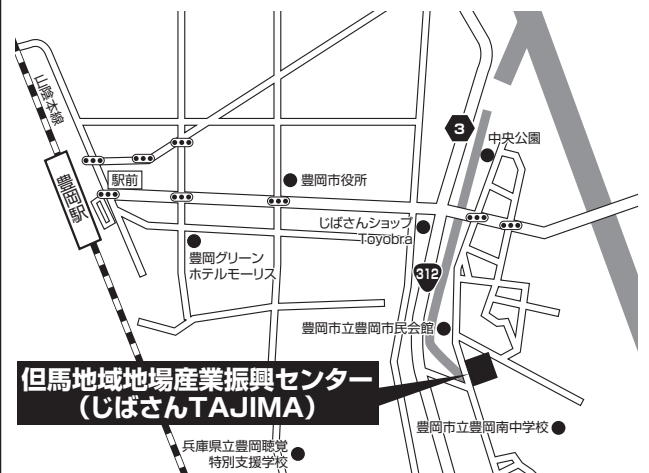 山陰本線
豊岡駅
駅前
豊岡市役所
3
中央公園
じばさんショップ
Toyobra
豊岡グリーン
ホテルモーリス
312
豊岡市立豊岡市民会館
但馬地域地場産業振興センター
（じばさんTAJIMA）
豊岡市立豊岡南中学校
兵庫県立豊岡聴覚
特別支援学校